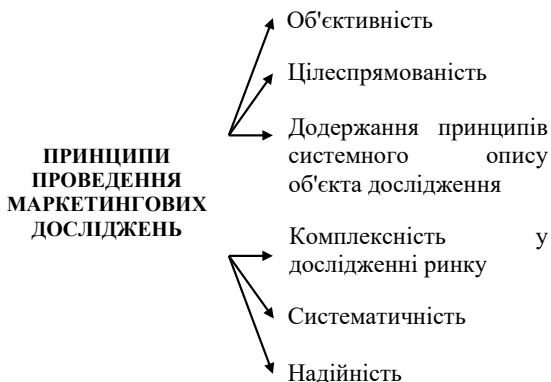 ПРИНЦИПИ
ПРОВЕДЕННЯ
МАРКЕТИНГОВИХ
ДОСЛІДЖЕНЬ
Об'єктивність
Цілеспрямованість
Додержання принципів
системного опису
об'єкта дослідження
Комплексність у
дослідженні ринку
Систематичність
Надійність